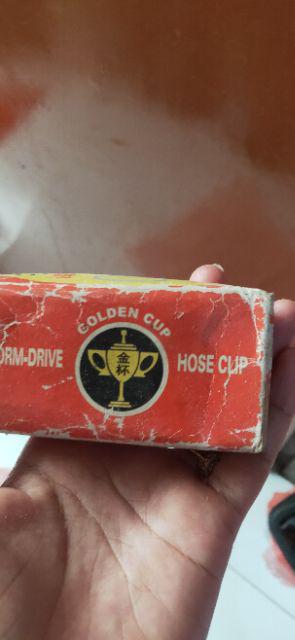 GOLDEN CUP
ORM-DRIVE
金
杯
HOSE CLIP